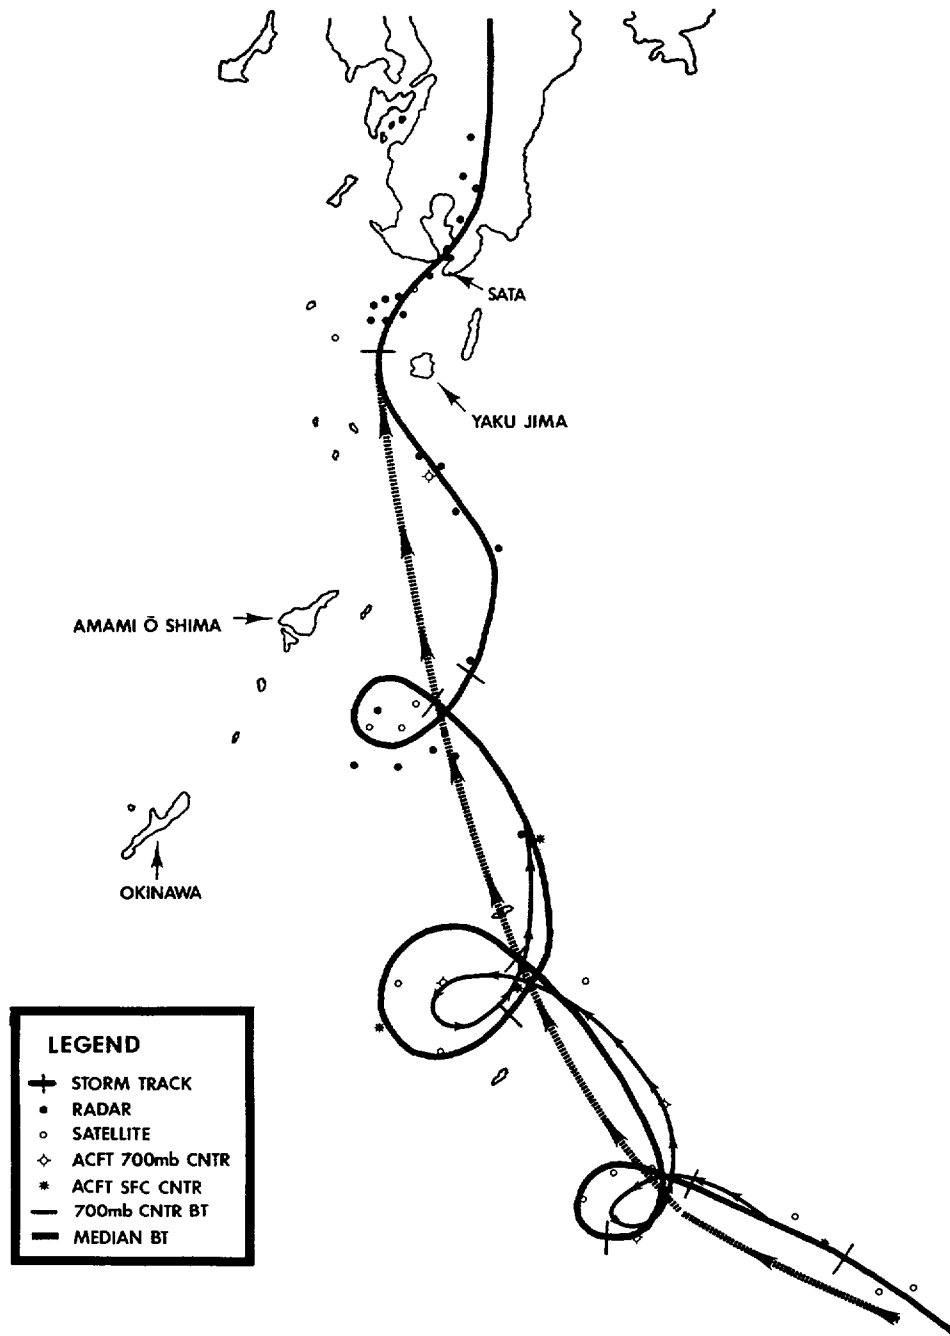 SATA
YAKU JIMA
AMAMI Ō SHIMA
OKINAWA
LEGEND
STORM TRACK
RADAR
SATELLITE
ACFT 700mb CNTR
ACFT SFC CNTR
700mb CNTR BT
MEDIAN BT